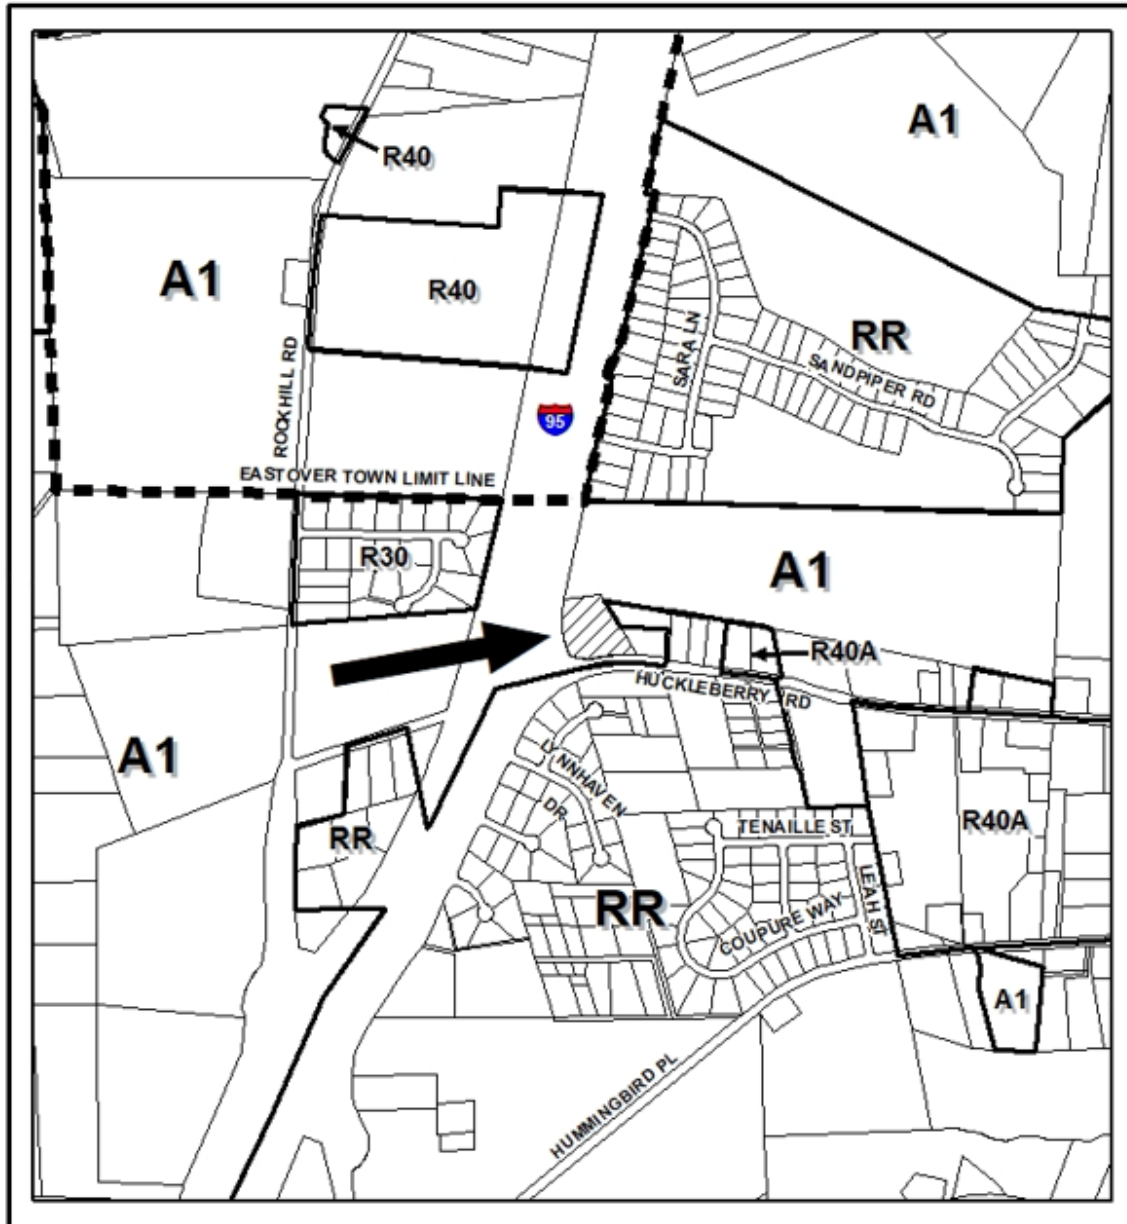 A1
R40
A1
R40
RR
SARA LN
SANDPIPER RD
ROCKHILL RD
95
EASTOVER TOWN LIMIT LINE
R30
A1
R40A
HUCKLEBERRY RD
A1
LYNNHAVEN
DR
RR
TENAILLE ST
R40A
LEAH ST
RR
COUPURE WAY
A1
HUMMINGBIRD PL